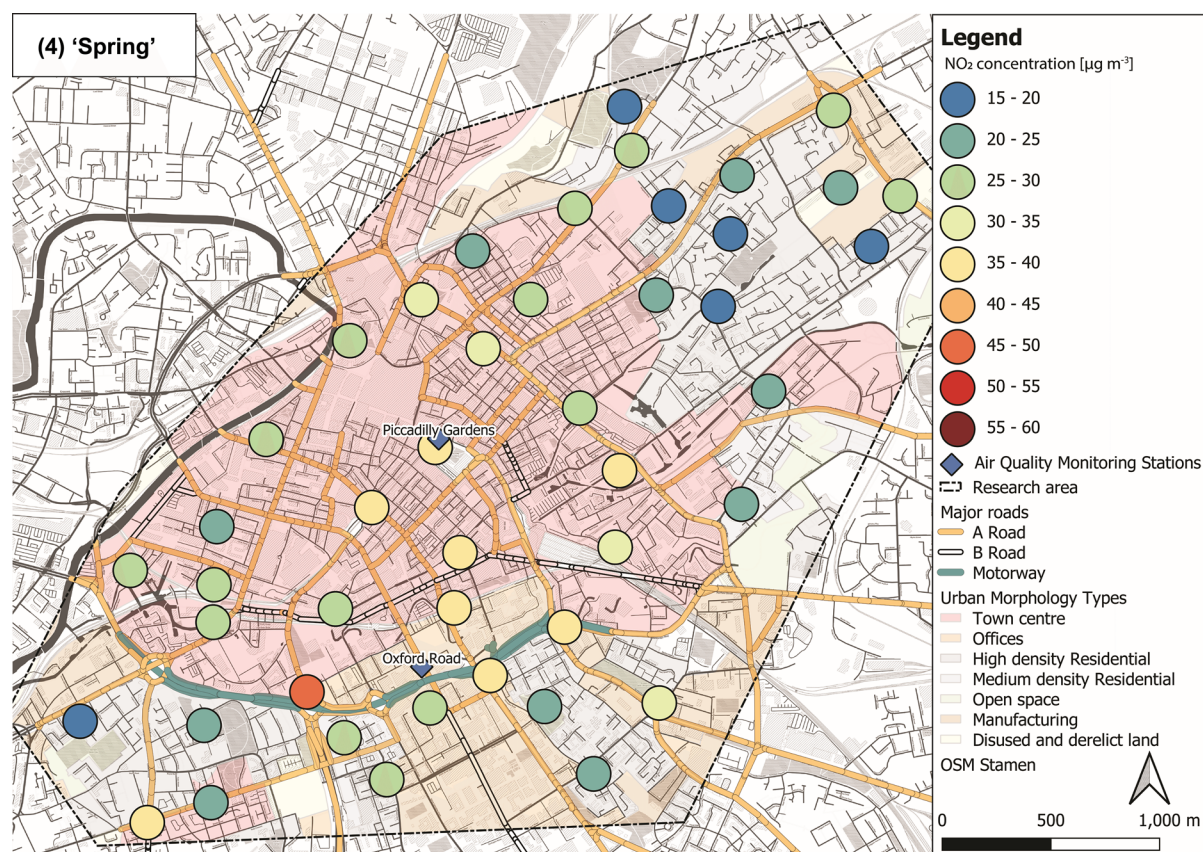 (4) ‘Spring’
Piccadilly Gardens
Oxford Road
Legend
NO₂ concentration [µg m⁻³]
15 - 20
20 - 25
25 - 30
30 - 35
35 - 40
40 - 45
45 - 50
50 - 55
55 - 60
Air Quality Monitoring Stations
Research area
Major roads
A Road
B Road
Motorway
Urban Morphology Types
Town centre
Offices
High density Residential
Medium density Residential
Open space
Manufacturing
Disused and derelict land
OSM Stamen
0 500 1,000 m